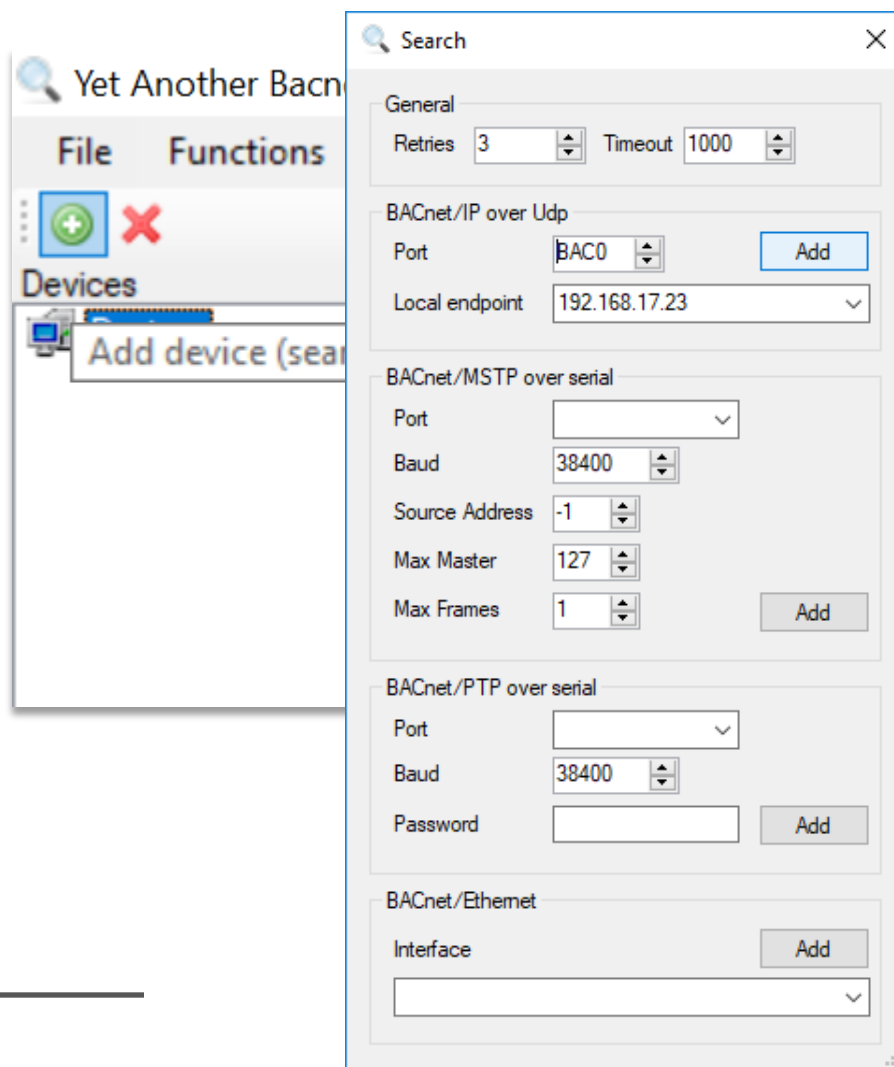 Yet Another Bacn
File Functions
Devices
Add device (sear
Search
General
Retries 3 Timeout 1000
BACnet/IP over Udp
Port BAC0 Add
Local endpoint 192.168.17.23
BACnet/MSTP over serial
Port
Baud 38400
Source Address -1
Max Master 127
Max Frames 1 Add
BACnet/PTP over serial
Port
Baud 38400
Password Add
BACnet/Ethernet
Interface Add